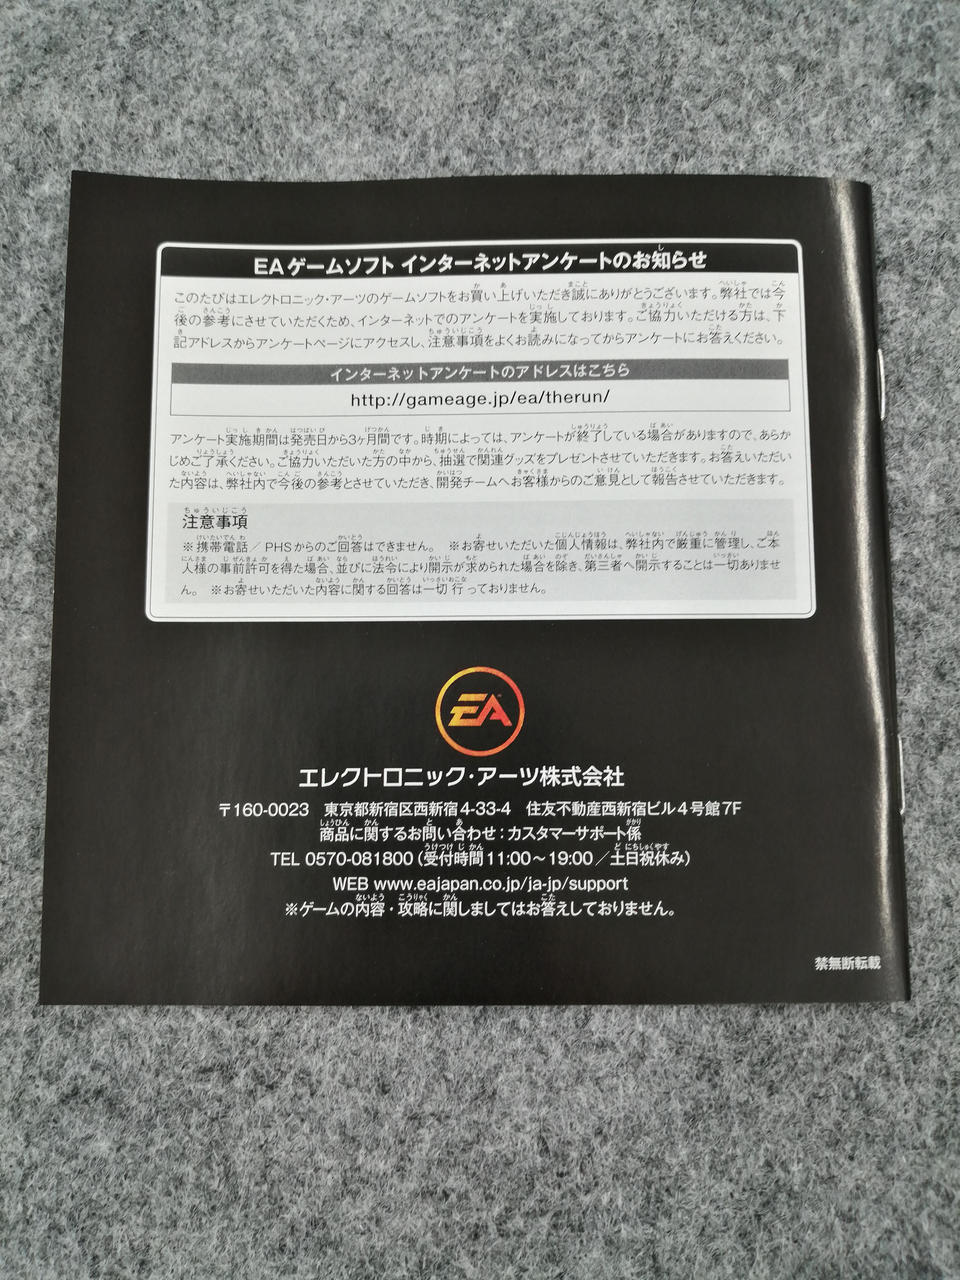 EAゲームソフト インターネットアンケートのお知らせ
このたびはエレクトロニック・アーツのゲームソフトをお買い上げいただき誠にありがとうございます。弊社では今
後の参考にさせていただくため、インターネットでのアンケートを実施しております。ご協力いただける方は、下
記アドレスからアンケートページにアクセスし、注意事項をよくお読みになってからアンケートにお答えください。
インターネットアンケートのアドレスはこちら
http://gameage.jp/ea/therun/
アンケート実施期間は発売日から3ヶ月間です。時期によっては、アンケートが終了している場合がありますので、あらか
じめご了承ください。ご協力いただいた方の中から、抽選で関連グッズをプレゼントさせていただきます。お答えいただい
た内容は、弊社内で今後の参考とさせていただき、開発チームへお客様からのご意見として報告させていただきます。
注意事項
※携帯電話/PHSからのご回答はできません。 ※お寄せいただいた個人情報は、弊社内で厳重に管理し、ご本
人様の事前許可を得た場合、並びに法令により開示が求められた場合を除き、第三者へ開示することは一切ありませ
ん。 ※お寄せいただいた内容に関する回答は一切行っておりません。
EA
エレクトロニック・アーツ株式会社
〒160-0023 東京都新宿区西新宿4-33-4 住友不動産西新宿ビル4号館7F
商品に関するお問い合わせ：カスタマーサポート係
TEL 0570-081800（受付時間11:00～19:00／土日祝休み）
WEB www.eajapan.co.jp/ja-jp/support
※ゲームの内容・攻略に関しましてはお答えしておりません。
禁無断転載